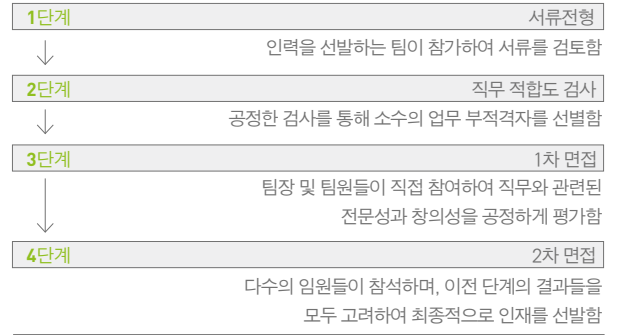 1단계 서류전형
인력을 선발하는 팀이 참가하여 서류를 검토함
2단계 직무 적합도 검사
공정한 검사를 통해 소수의 업무 부적격자를 선별함
3단계 1차 면접
팀장 및 팀원들이 직접 참여하여 직무와 관련된
전문성과 창의성을 공정하게 평가함
4단계 2차 면접
다수의 임원들이 참석하며, 이전 단계의 결과들을
모두 고려하여 최종적으로 인재를 선발함